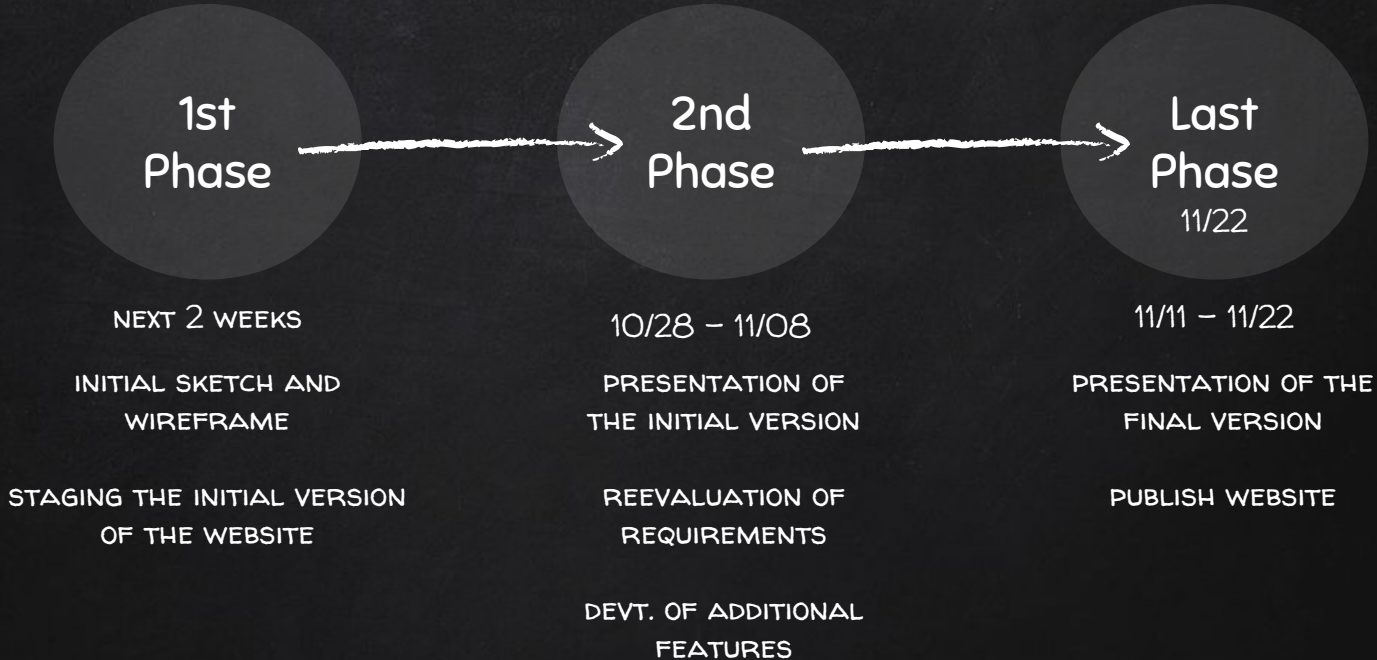 1st
Phase
NEXT 2 WEEKS
INITIAL SKETCH AND
WIREFRAME
STAGING THE INITIAL VERSION
OF THE WEBSITE
2nd
Phase
10/28 – 11/08
PRESENTATION OF
THE INITIAL VERSION
REEVALUATION OF
REQUIREMENTS
DEVT. OF ADDITIONAL
FEATURES
Last
Phase
11/22
11/11 – 11/22
PRESENTATION OF THE
FINAL VERSION
PUBLISH WEBSITE